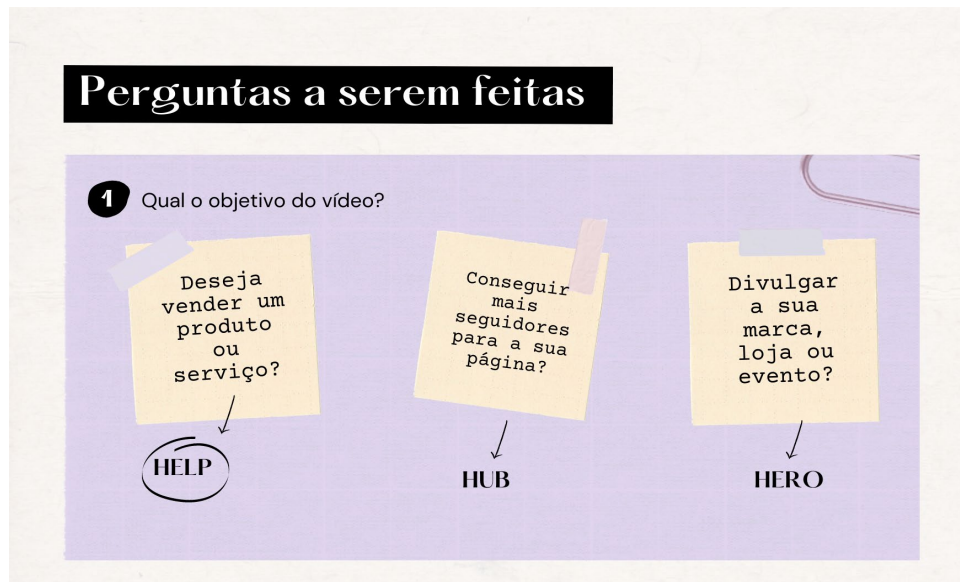 Perguntas a serem feitas
1 Qual o objetivo do vídeo?
Deseja
vender um
produto
ou
serviço?
HELP
Conseguir
mais
seguidores
para a sua
página?
HUB
Divulgar
a sua
marca,
loja ou
evento?
HERO